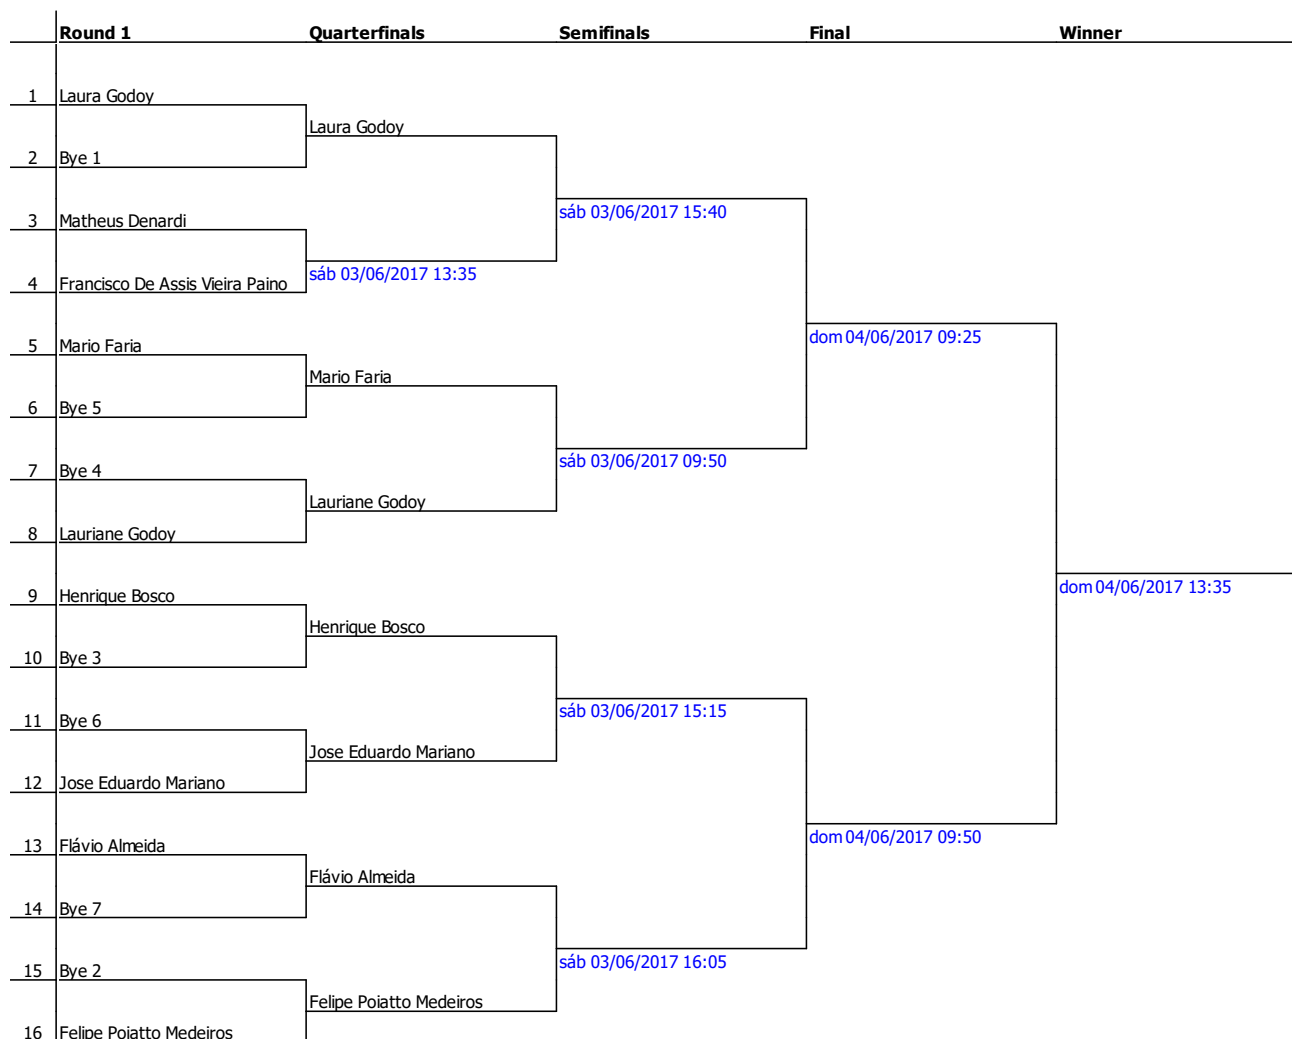 Round 1 Quarterfinals Semifinals Final Winner
1 Laura Godoy
Laura Godoy
2 Bye 1
sáb 03/06/2017 15:40
3 Matheus Denardi
sáb 03/06/2017 13:35
4 Francisco De Assis Vieira Paino
dom 04/06/2017 09:25
5 Mario Faria
Mario Faria
6 Bye 5
sáb 03/06/2017 09:50
7 Bye 4
Lauriane Godoy
8 Lauriane Godoy
dom 04/06/2017 13:35
9 Henrique Bosco
Henrique Bosco
10 Bye 3
sáb 03/06/2017 15:15
11 Bye 6
Jose Eduardo Mariano
12 Jose Eduardo Mariano
dom 04/06/2017 09:50
13 Flávio Almeida
Flávio Almeida
14 Bye 7
sáb 03/06/2017 16:05
15 Bye 2
Felipe Poiatto Medeiros
16 Felipe Poiatto Medeiros